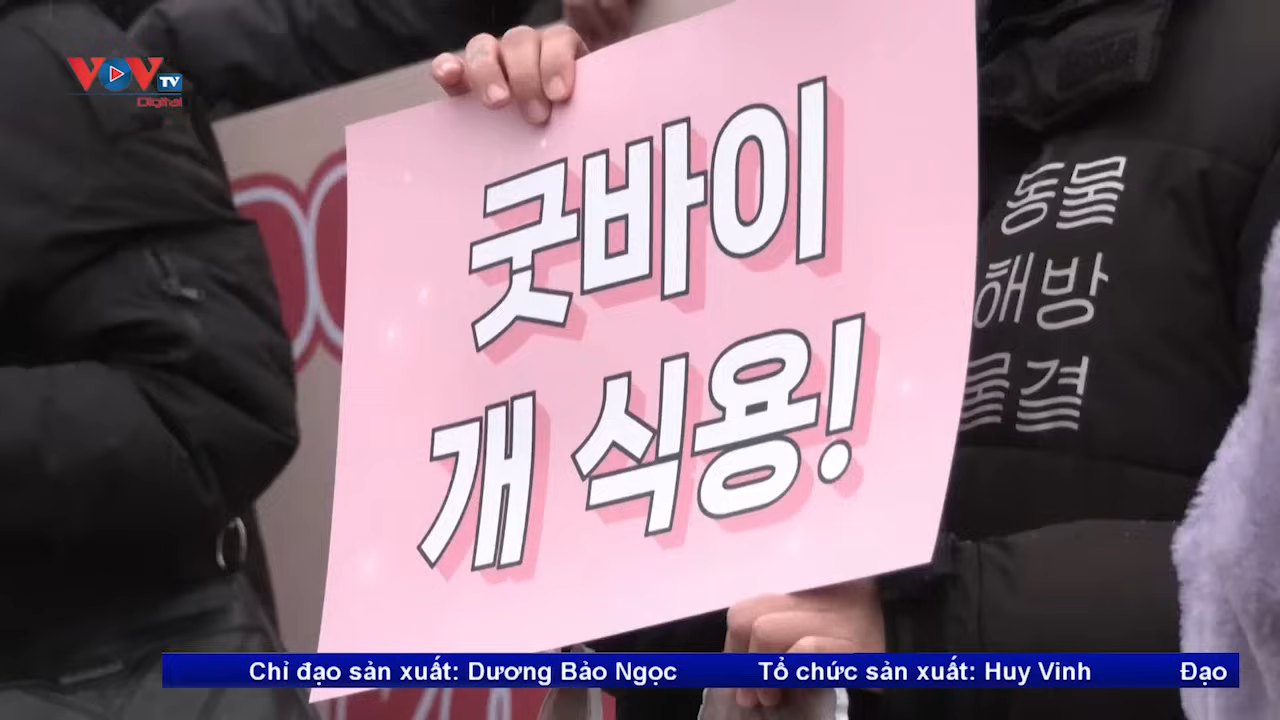 VOV TV
Digital
굿바이
개 식용!
동물
해방
물결
Chỉ đạo sản xuất: Dương Bảo Ngọc Tổ chức sản xuất: Huy Vinh Đạo